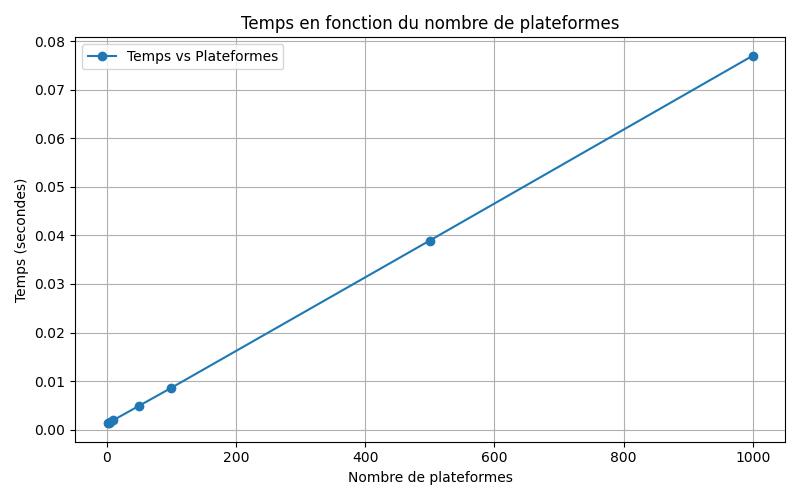 Temps en fonction du nombre de plateformes
Temps vs Plateformes
0.08
0.07
0.06
0.05
0.04
0.03
0.02
0.01
0.00
Temps (secondes)
0 200 400 600 800 1000
Nombre de plateformes